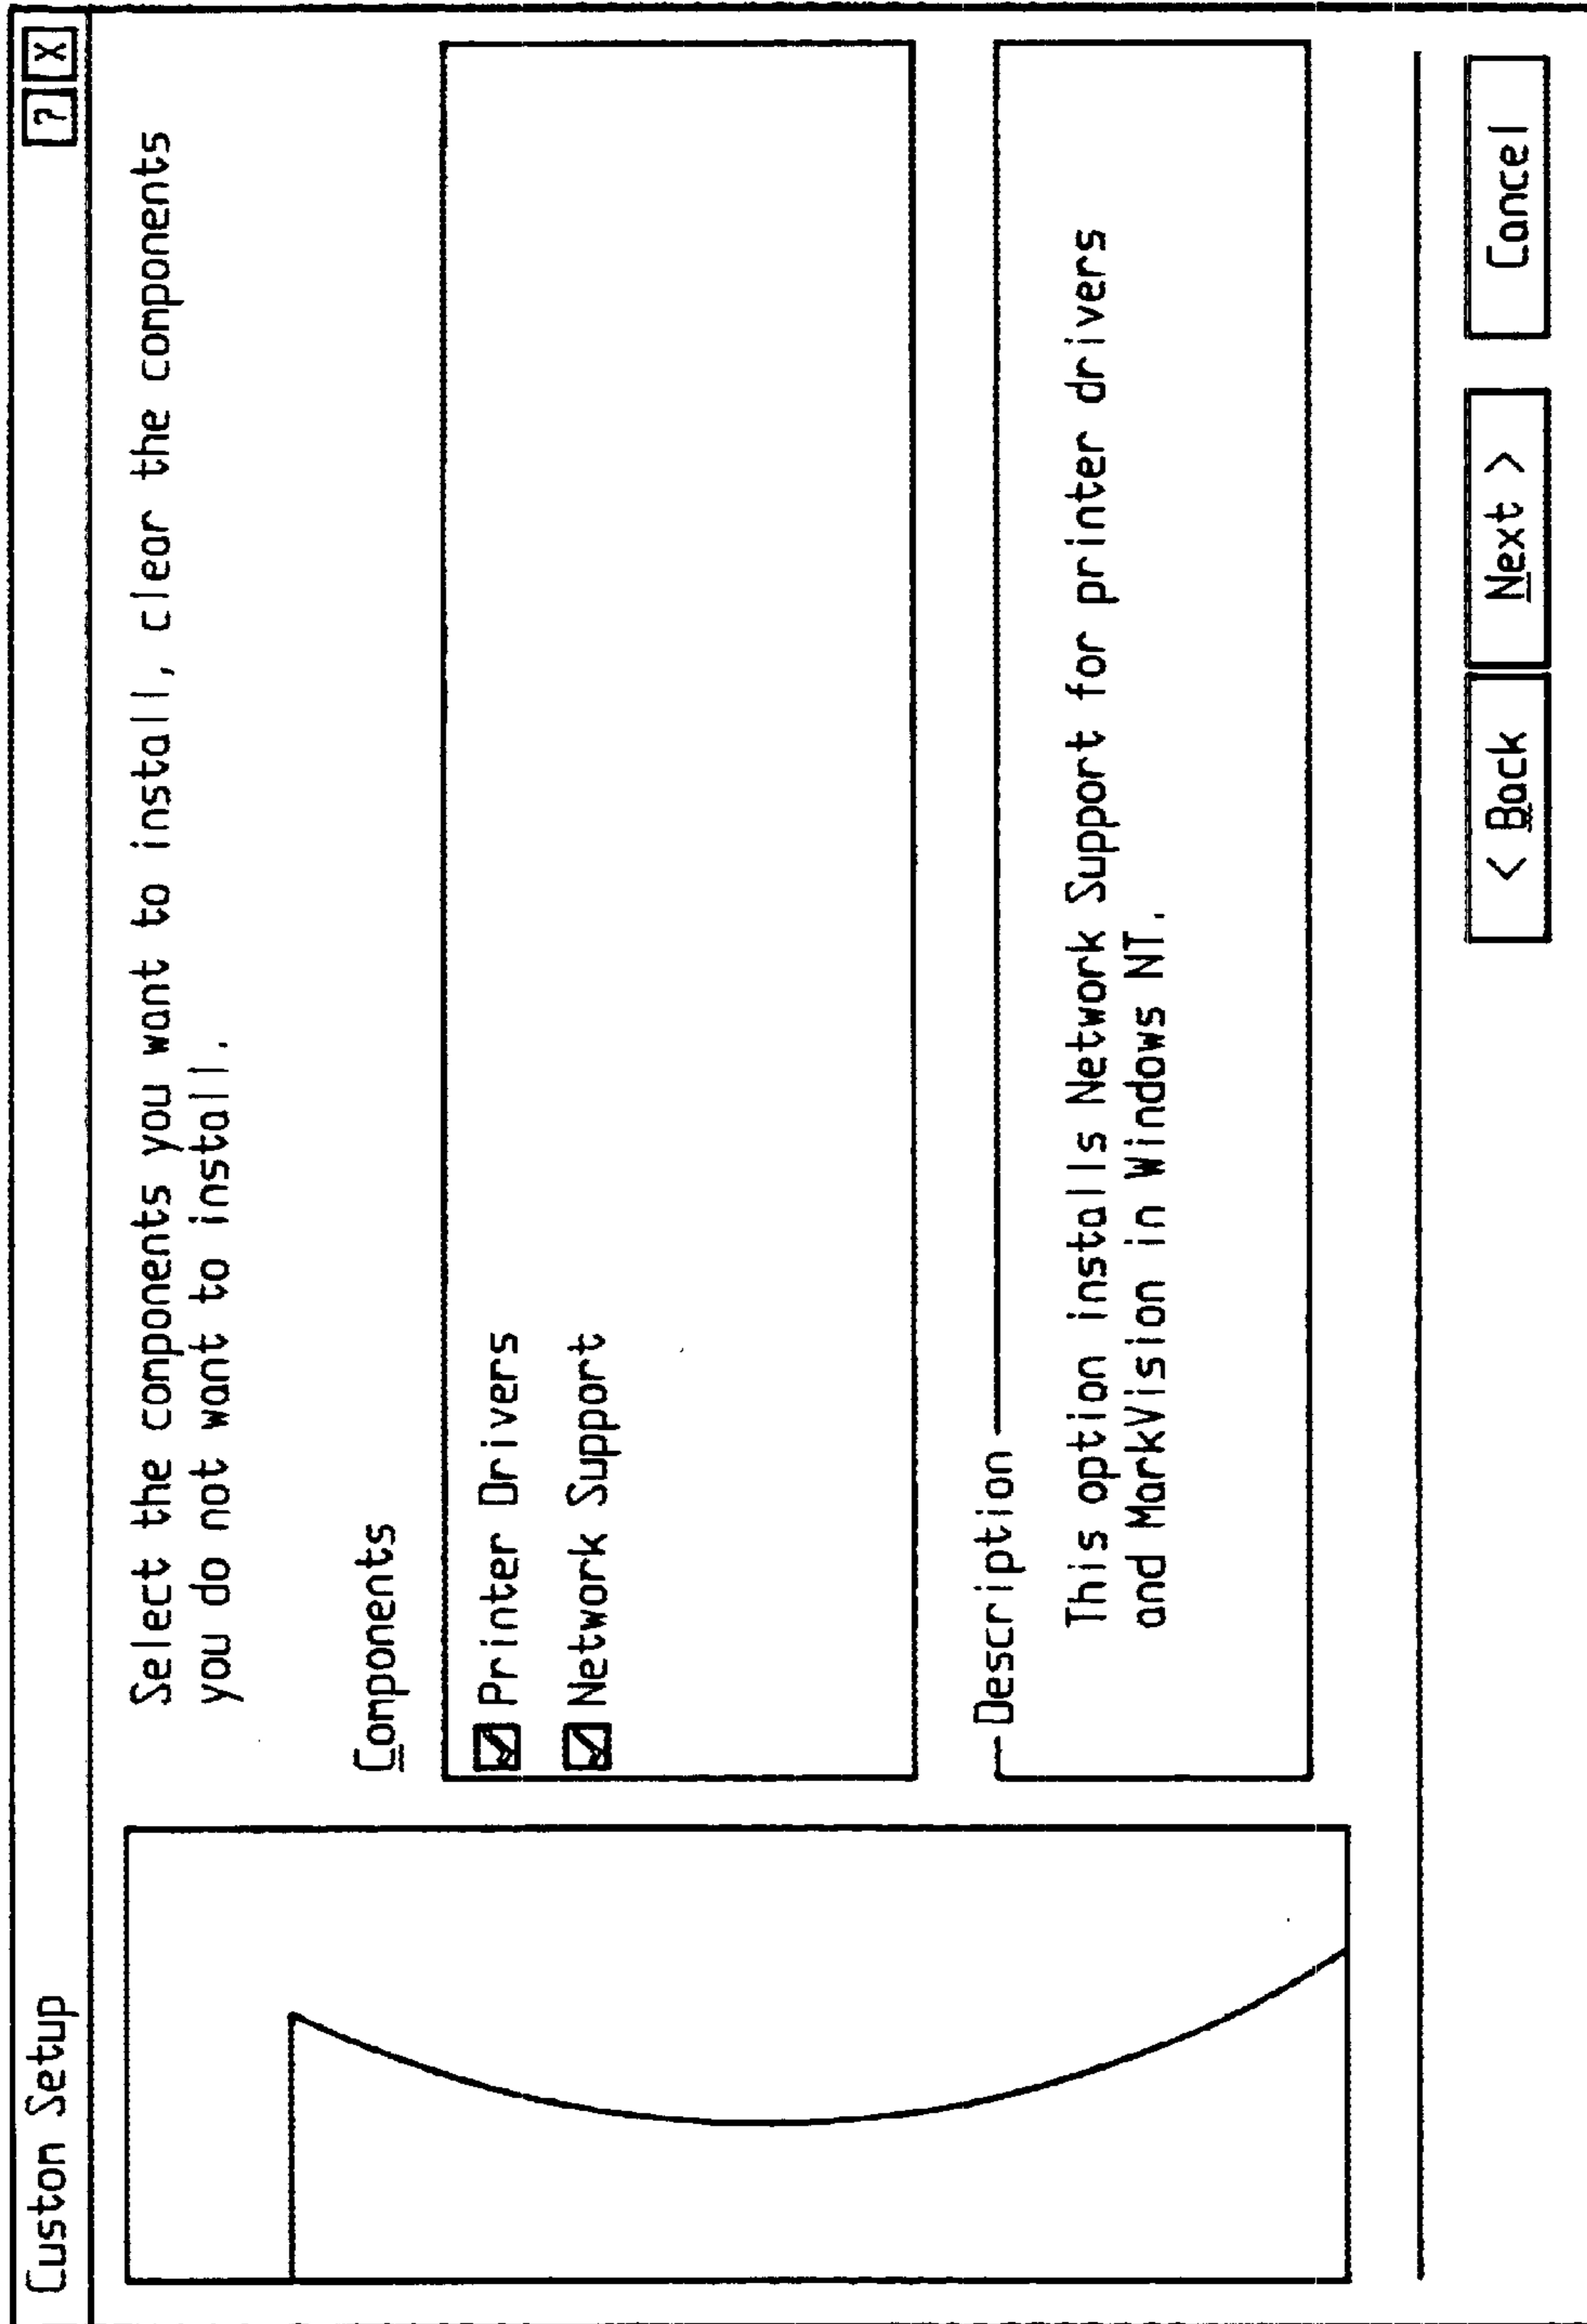 Custon Setup
? X
Select the components you want to install, clear the components
you do not want to install.
Components
Printer Drivers
Network Support
Description
This option installs Network Support for printer drivers
and MarkVision in Windows NT.
< Back
Next >
Cancel